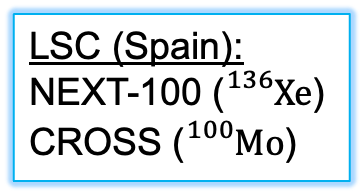 LSC (Spain):
NEXT-100 (¹³⁶Xe)
CROSS (¹⁰⁰Mo)